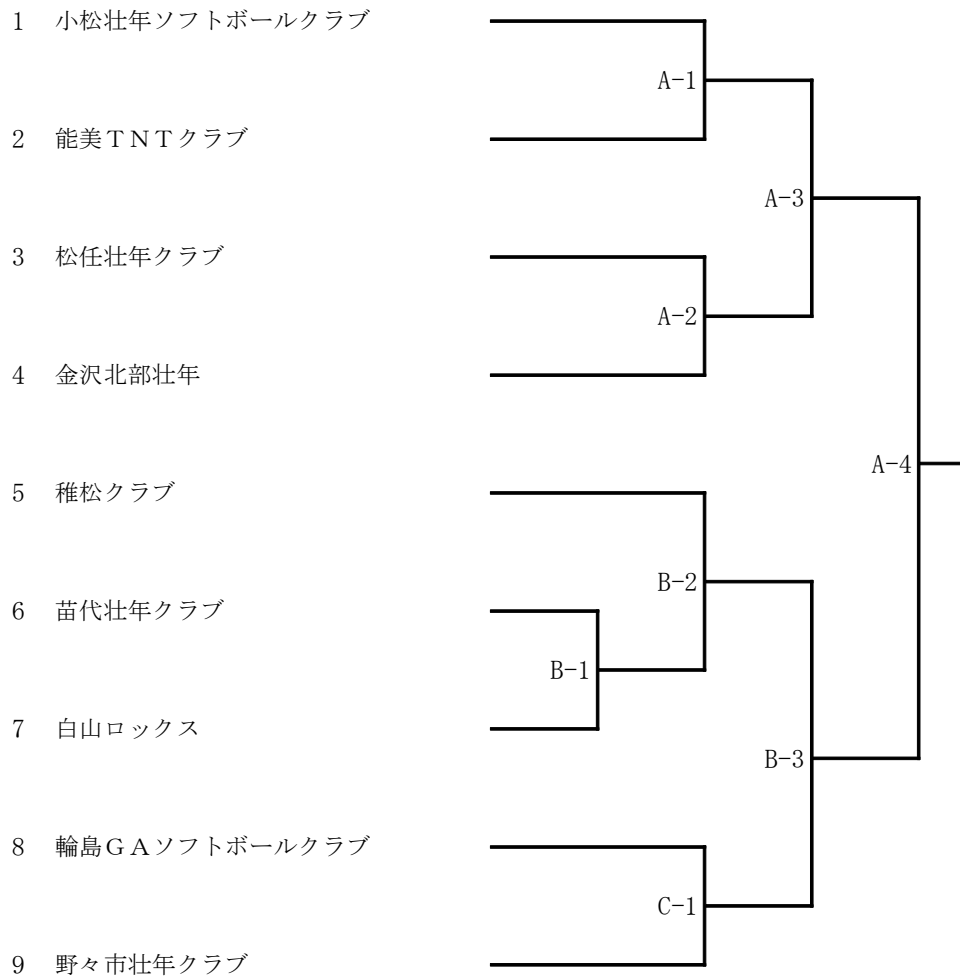 1 小松壮年ソフトボールクラブ
A-1
2 能美ＴＮＴクラブ
A-3
3 松任壮年クラブ
A-2
4 金沢北部壮年
A-4
5 稚松クラブ
B-2
6 苗代壮年クラブ
B-1
7 白山ロックス
B-3
8 輪島ＧＡソフトボールクラブ
C-1
9 野々市壮年クラブ